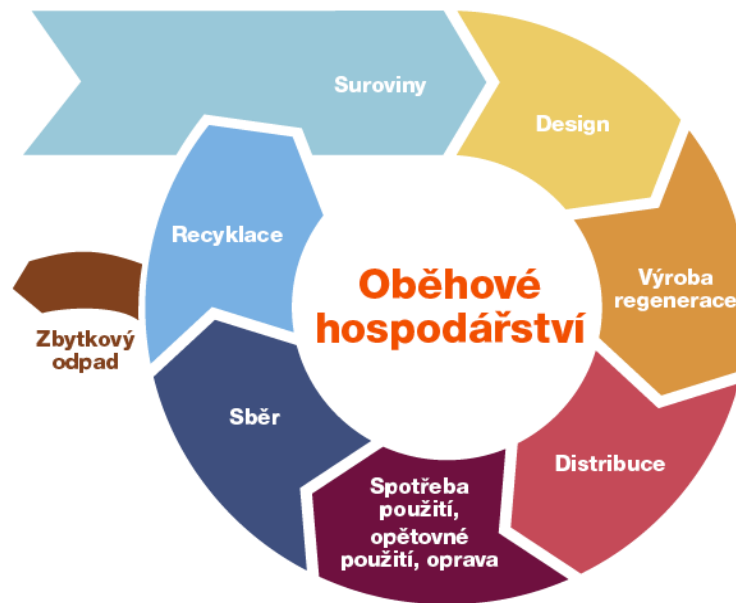 Suroviny
Design
Výroba
regenerace
Distribuce
Spotřeba
použití,
opětovné
použití, oprava
Sběr
Recyklace
Zbytkový
odpad
Oběhové
hospodářství